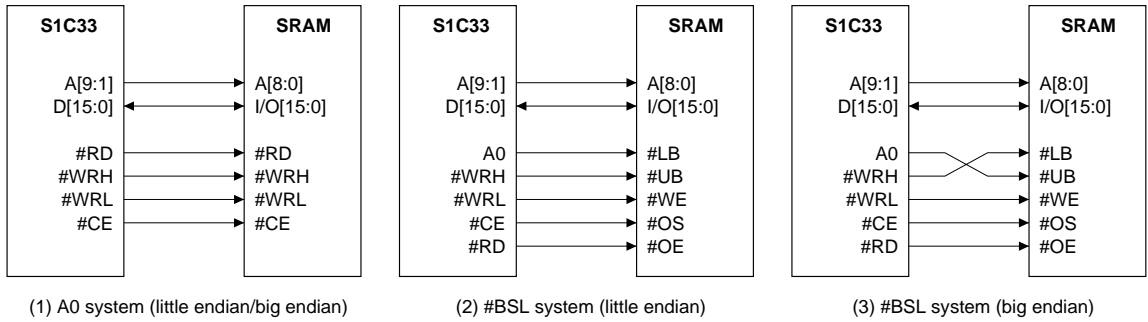 S1C33 SRAM S1C33 SRAM S1C33 SRAM
A[9:1] A[8:0] A[9:1] A[8:0] A[9:1] A[8:0]
D[15:0] I/O[15:0] D[15:0] I/O[15:0] D[15:0] I/O[15:0]
#RD #RD A0 #LB A0 #LB
#WRH #WRH #WRH #UB #WRH #UB
#WRL #WRL #WRL #WE #WRL #WE
#CE #CE #CE #OS #CE #OS
#RD #OE #RD #OE
(1) A0 system (little endian/big endian) (2) #BSL system (little endian) (3) #BSL system (big endian)